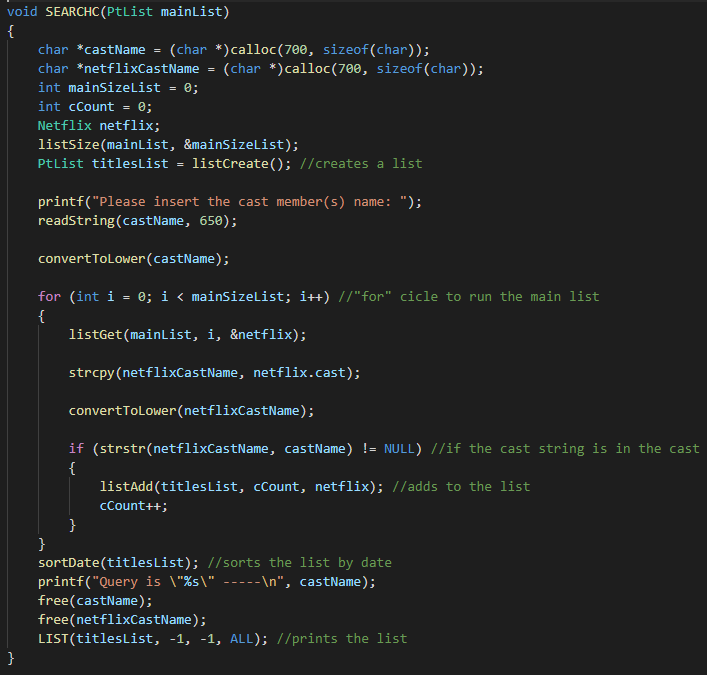 void SEARCHC(PtList mainList)
{
    char *castName = (char *)calloc(700, sizeof(char));
    char *netflixCastName = (char *)calloc(700, sizeof(char));
    int mainSizeList = 0;
    int cCount = 0;
    Netflix netflix;
    listSize(mainList, &mainSizeList);
    PtList titlesList = listCreate(); //creates a list

    printf("Please insert the cast member(s) name: ");
    readString(castName, 650);

    convertToLower(castName);

    for (int i = 0; i < mainSizeList; i++) //"for" cicle to run the main list
    {
        listGet(mainList, i, &netflix);

        strcpy(netflixCastName, netflix.cast);

        convertToLower(netflixCastName);

        if (strstr(netflixCastName, castName) != NULL) //if the cast string is in the cast
        {
            listAdd(titlesList, cCount, netflix); //adds to the list
            cCount++;
        }
    }
    sortDate(titlesList); //sorts the list by date
    printf("Query is \"%s\" -----\n", castName);
    free(castName);
    free(netflixCastName);
    LIST(titlesList, -1, -1, ALL); //prints the list
}